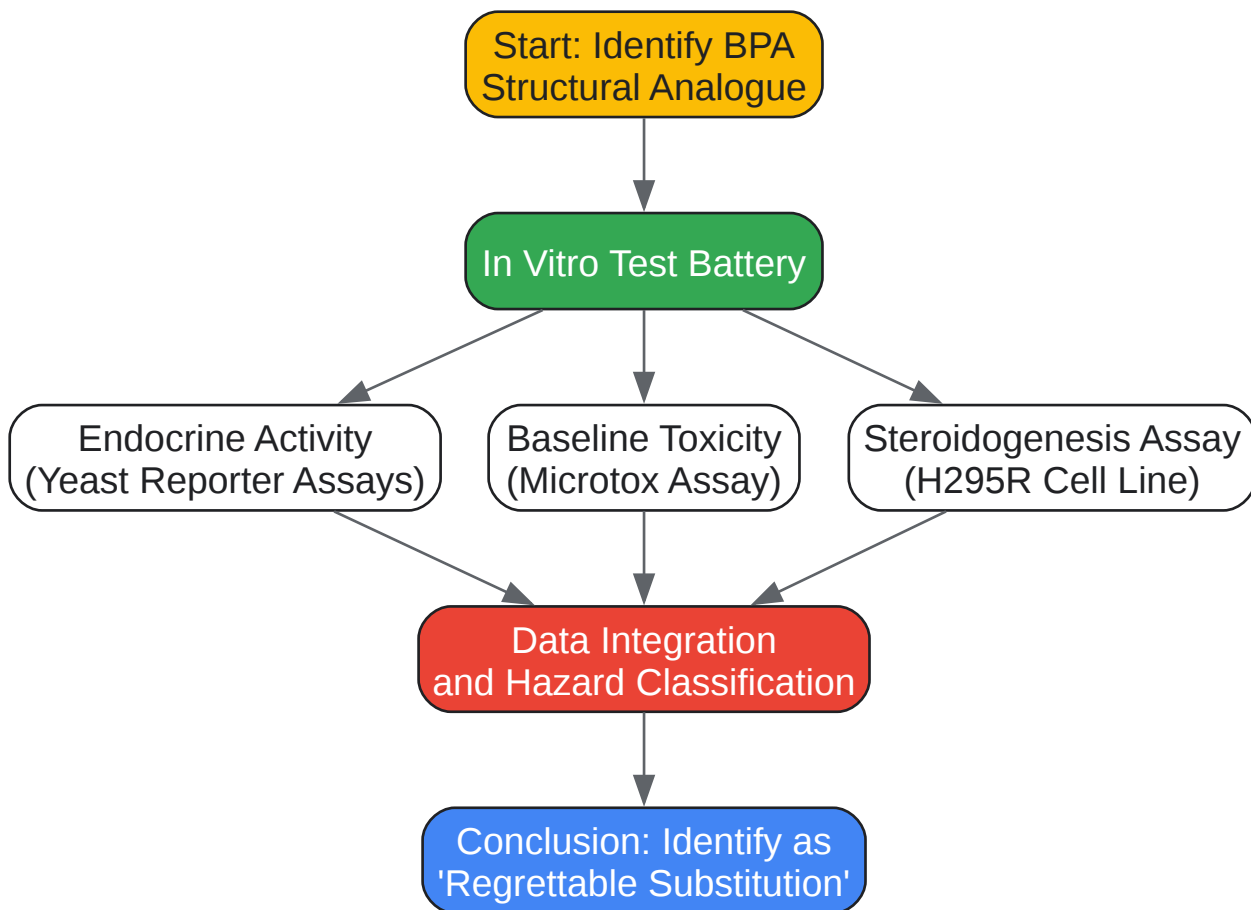 Start: Identify BPA
Structural Analogue
In Vitro Test Battery
Endocrine Activity
(Yeast Reporter Assays)
Baseline Toxicity
(Microtox Assay)
Steroidogenesis Assay
(H295R Cell Line)
Data Integration
and Hazard Classification
Conclusion: Identify as
'Regrettable Substitution'